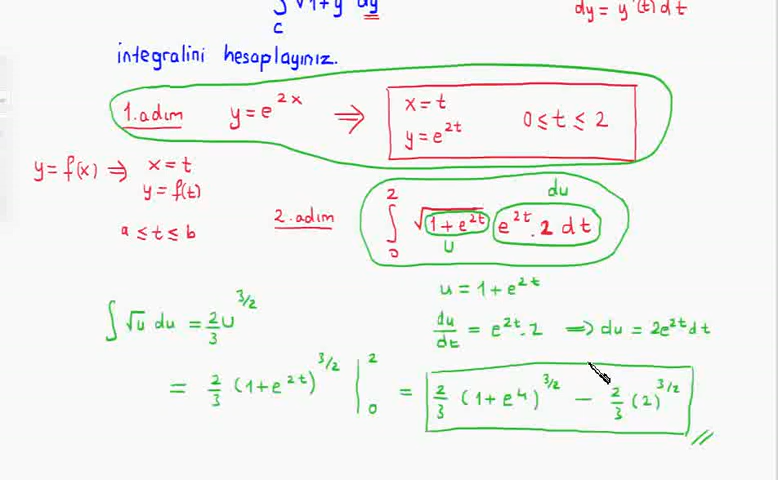 ∫ √1+y dy
C
dy = y'(t) dt
integralini hesaplayınız.
1.adım y = e^{2x} ⇒ x = t
y = e^{2t}
0 ≤ t ≤ 2
y = f(x) ⇒ x = t
y = f(t)
a ≤ t ≤ b
2.adım ∫_0^2 √1+e^{2t} e^{2t}.2 dt
du
u
u = 1+e^{2t}
∫ √u du = 2/3 u^{3/2}
du/dt = e^{2t}.2 ⇒ du = 2e^{2t}dt
= 2/3 (1+e^{2t})^{3/2} |_0^2 = 2/3 (1+e^4)^{3/2} − 2/3 (2)^{3/2} //